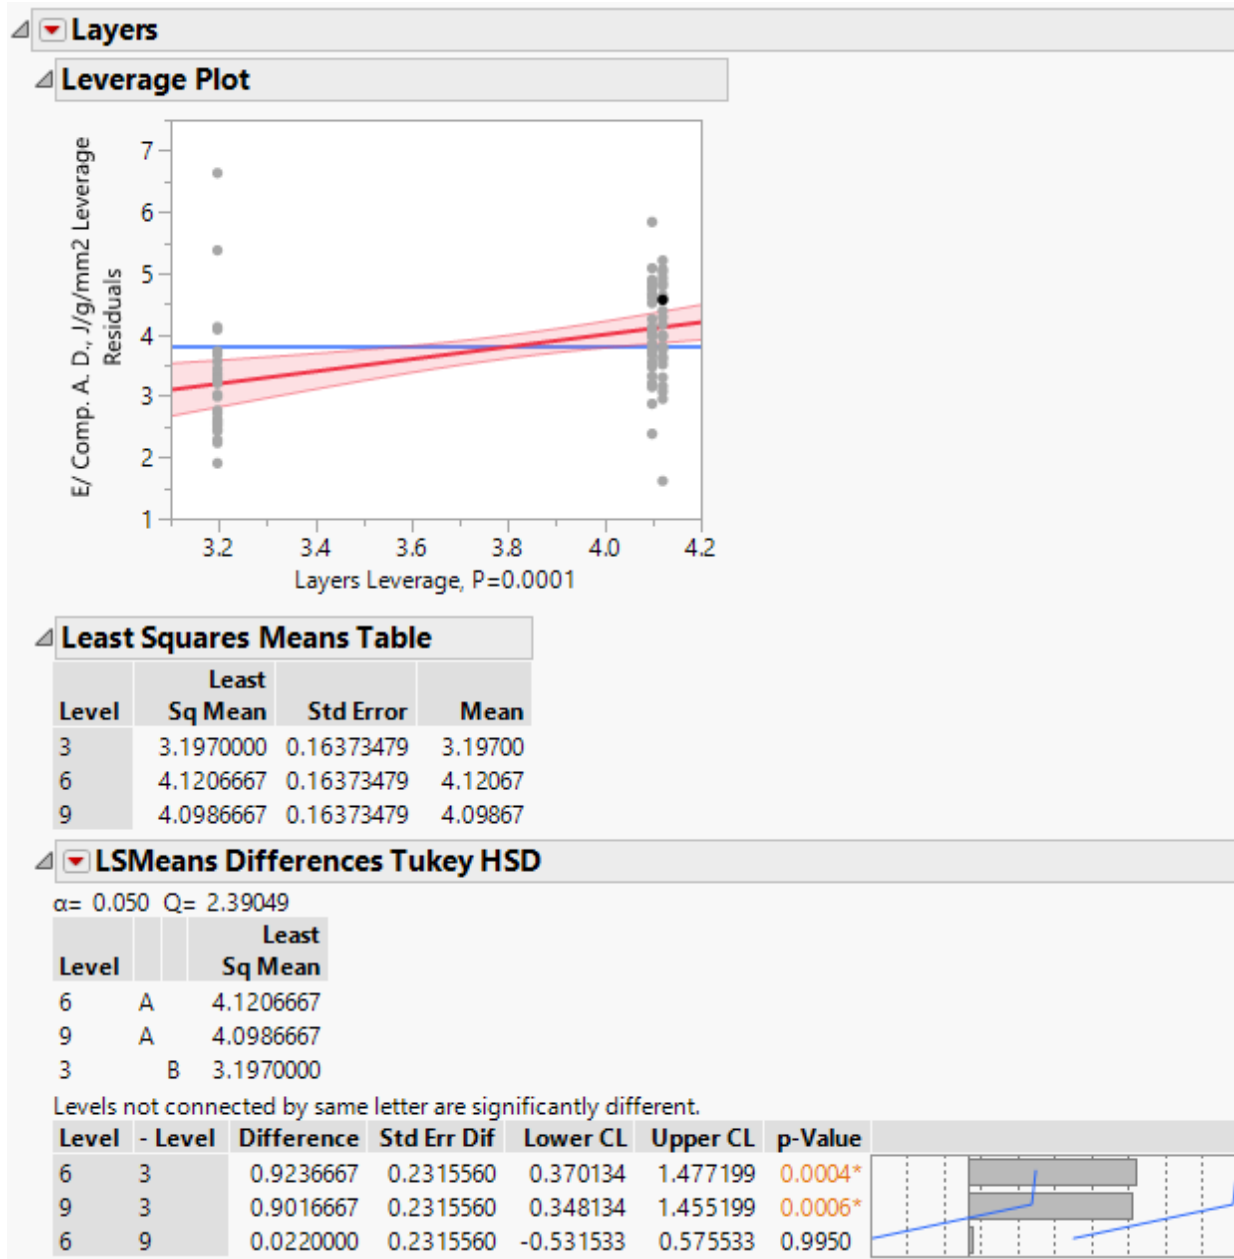 Layers
Leverage Plot
E/ Comp. A. D., J/g/mm2 Leverage
Residuals
7
6
5
4
3
2
1
3.2 3.4 3.6 3.8 4.0 4.2
Layers Leverage, P=0.0001
Least Squares Means Table
Least
Level Sq Mean Std Error Mean
3 3.1970000 0.16373479 3.19700
6 4.1206667 0.16373479 4.12067
9 4.0986667 0.16373479 4.09867
LSMeans Differences Tukey HSD
α= 0.050 Q= 2.39049
Least
Level Sq Mean
6 A 4.1206667
9 A 4.0986667
3 B 3.1970000
Levels not connected by same letter are significantly different.
Level - Level Difference Std Err Dif Lower CL Upper CL p-Value
6 3 0.9236667 0.2315560 0.370134 1.477199 0.0004*
9 3 0.9016667 0.2315560 0.348134 1.455199 0.0006*
6 9 0.0220000 0.2315560 -0.531533 0.575533 0.9950